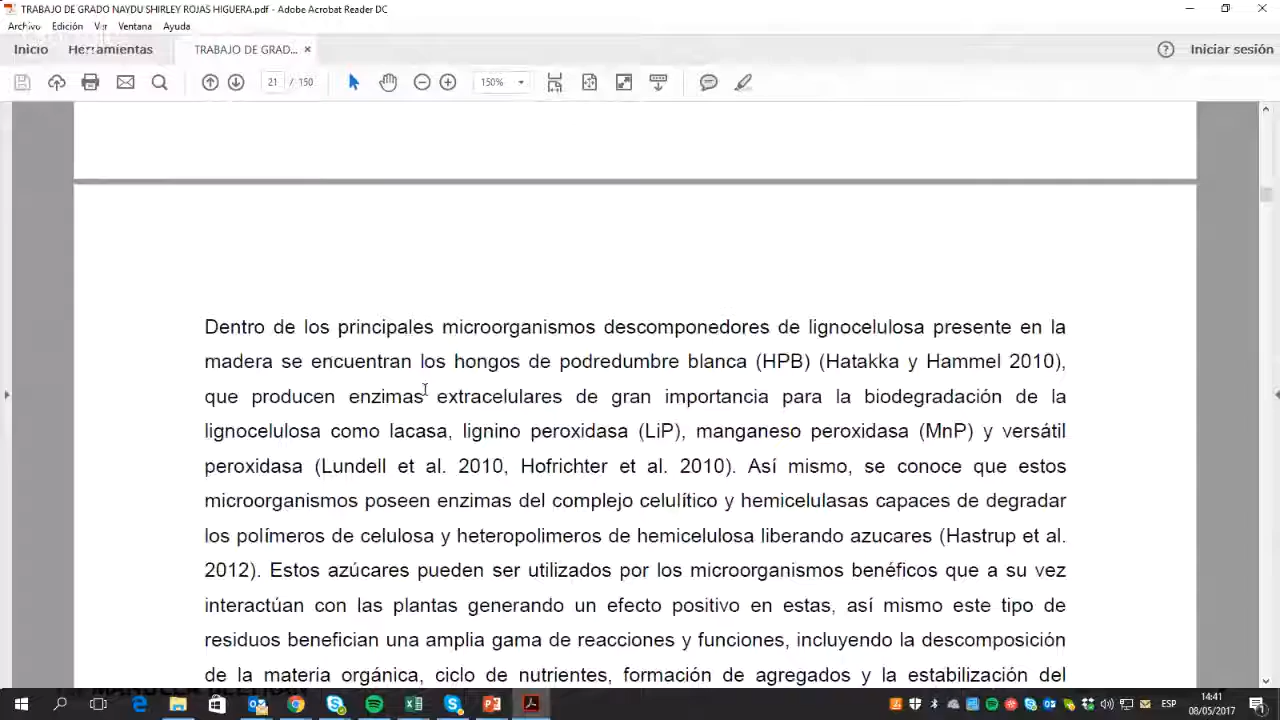 TRABAJO DE GRADO NAYDU SHIRLEY ROJAS HIGUERA.pdf - Adobe Acrobat Reader DC
Archivo Edición Ver Ventana Ayuda
Inicio Herramientas TRABAJO DE GRAD... × Iniciar sesión
21 / 150 150%
Dentro de los principales microorganismos descomponedores de lignocelulosa presente en la
madera se encuentran los hongos de podredumbre blanca (HPB) (Hatakka y Hammel 2010),
que producen enzimas extracelulares de gran importancia para la biodegradación de la
lignocelulosa como lacasa, lignino peroxidasa (LiP), manganeso peroxidasa (MnP) y versátil
peroxidasa (Lundell et al. 2010, Hofrichter et al. 2010). Así mismo, se conoce que estos
microorganismos poseen enzimas del complejo celulítico y hemicelulasas capaces de degradar
los polímeros de celulosa y heteropolimeros de hemicelulosa liberando azucares (Hastrup et al.
2012). Estos azúcares pueden ser utilizados por los microorganismos benéficos que a su vez
interactúan con las plantas generando un efecto positivo en estas, así mismo este tipo de
residuos benefician una amplia gama de reacciones y funciones, incluyendo la descomposición
de la materia orgánica, ciclo de nutrientes, formación de agregados y la estabilización del
ESP
14:41
08/05/2017